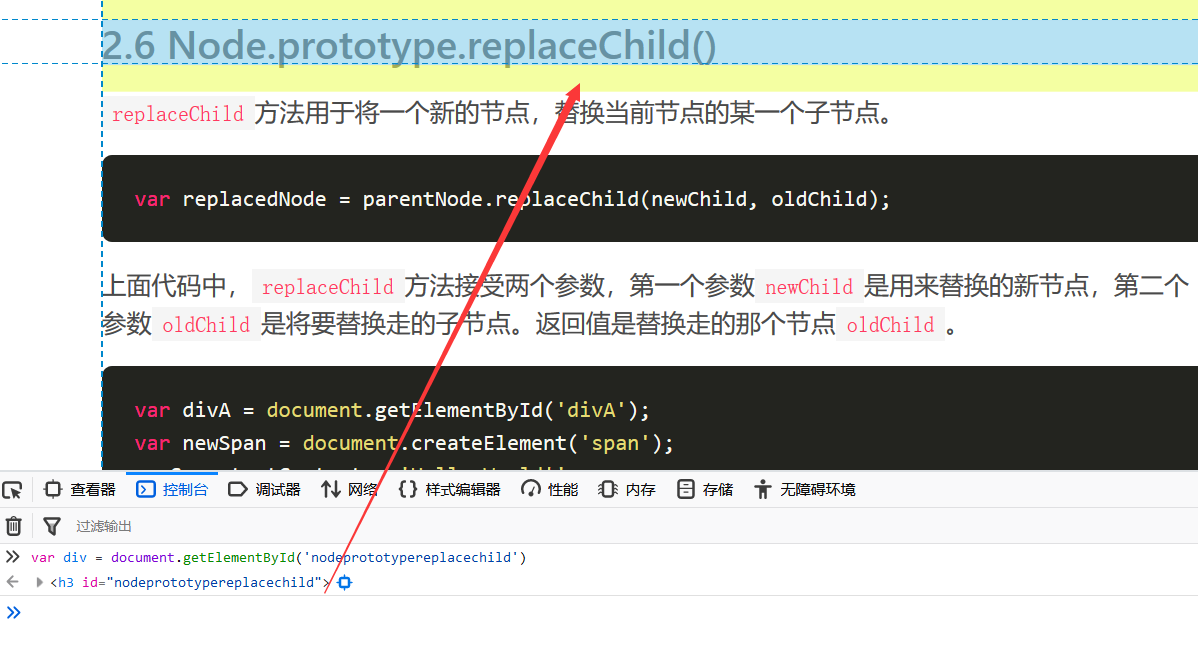 2.6 Node.prototype.replaceChild()
replaceChild 方法用于将一个新的节点，替换当前节点的某一个子节点。
var replacedNode = parentNode.replaceChild(newChild, oldChild);
上面代码中， replaceChild 方法接受两个参数，第一个参数 newChild 是用来替换的新节点，第二个
参数 oldChild 是将要替换走的子节点。返回值是替换走的那个节点 oldChild 。
var divA = document.getElementById('divA');
var newSpan = document.createElement('span');
查看器 控制台 调试器 网络 样式编辑器 性能 内存 存储 无障碍环境
过滤输出
var div = document.getElementById('nodeprototypereplacechild')
<h3 id="nodeprototypereplacechild">